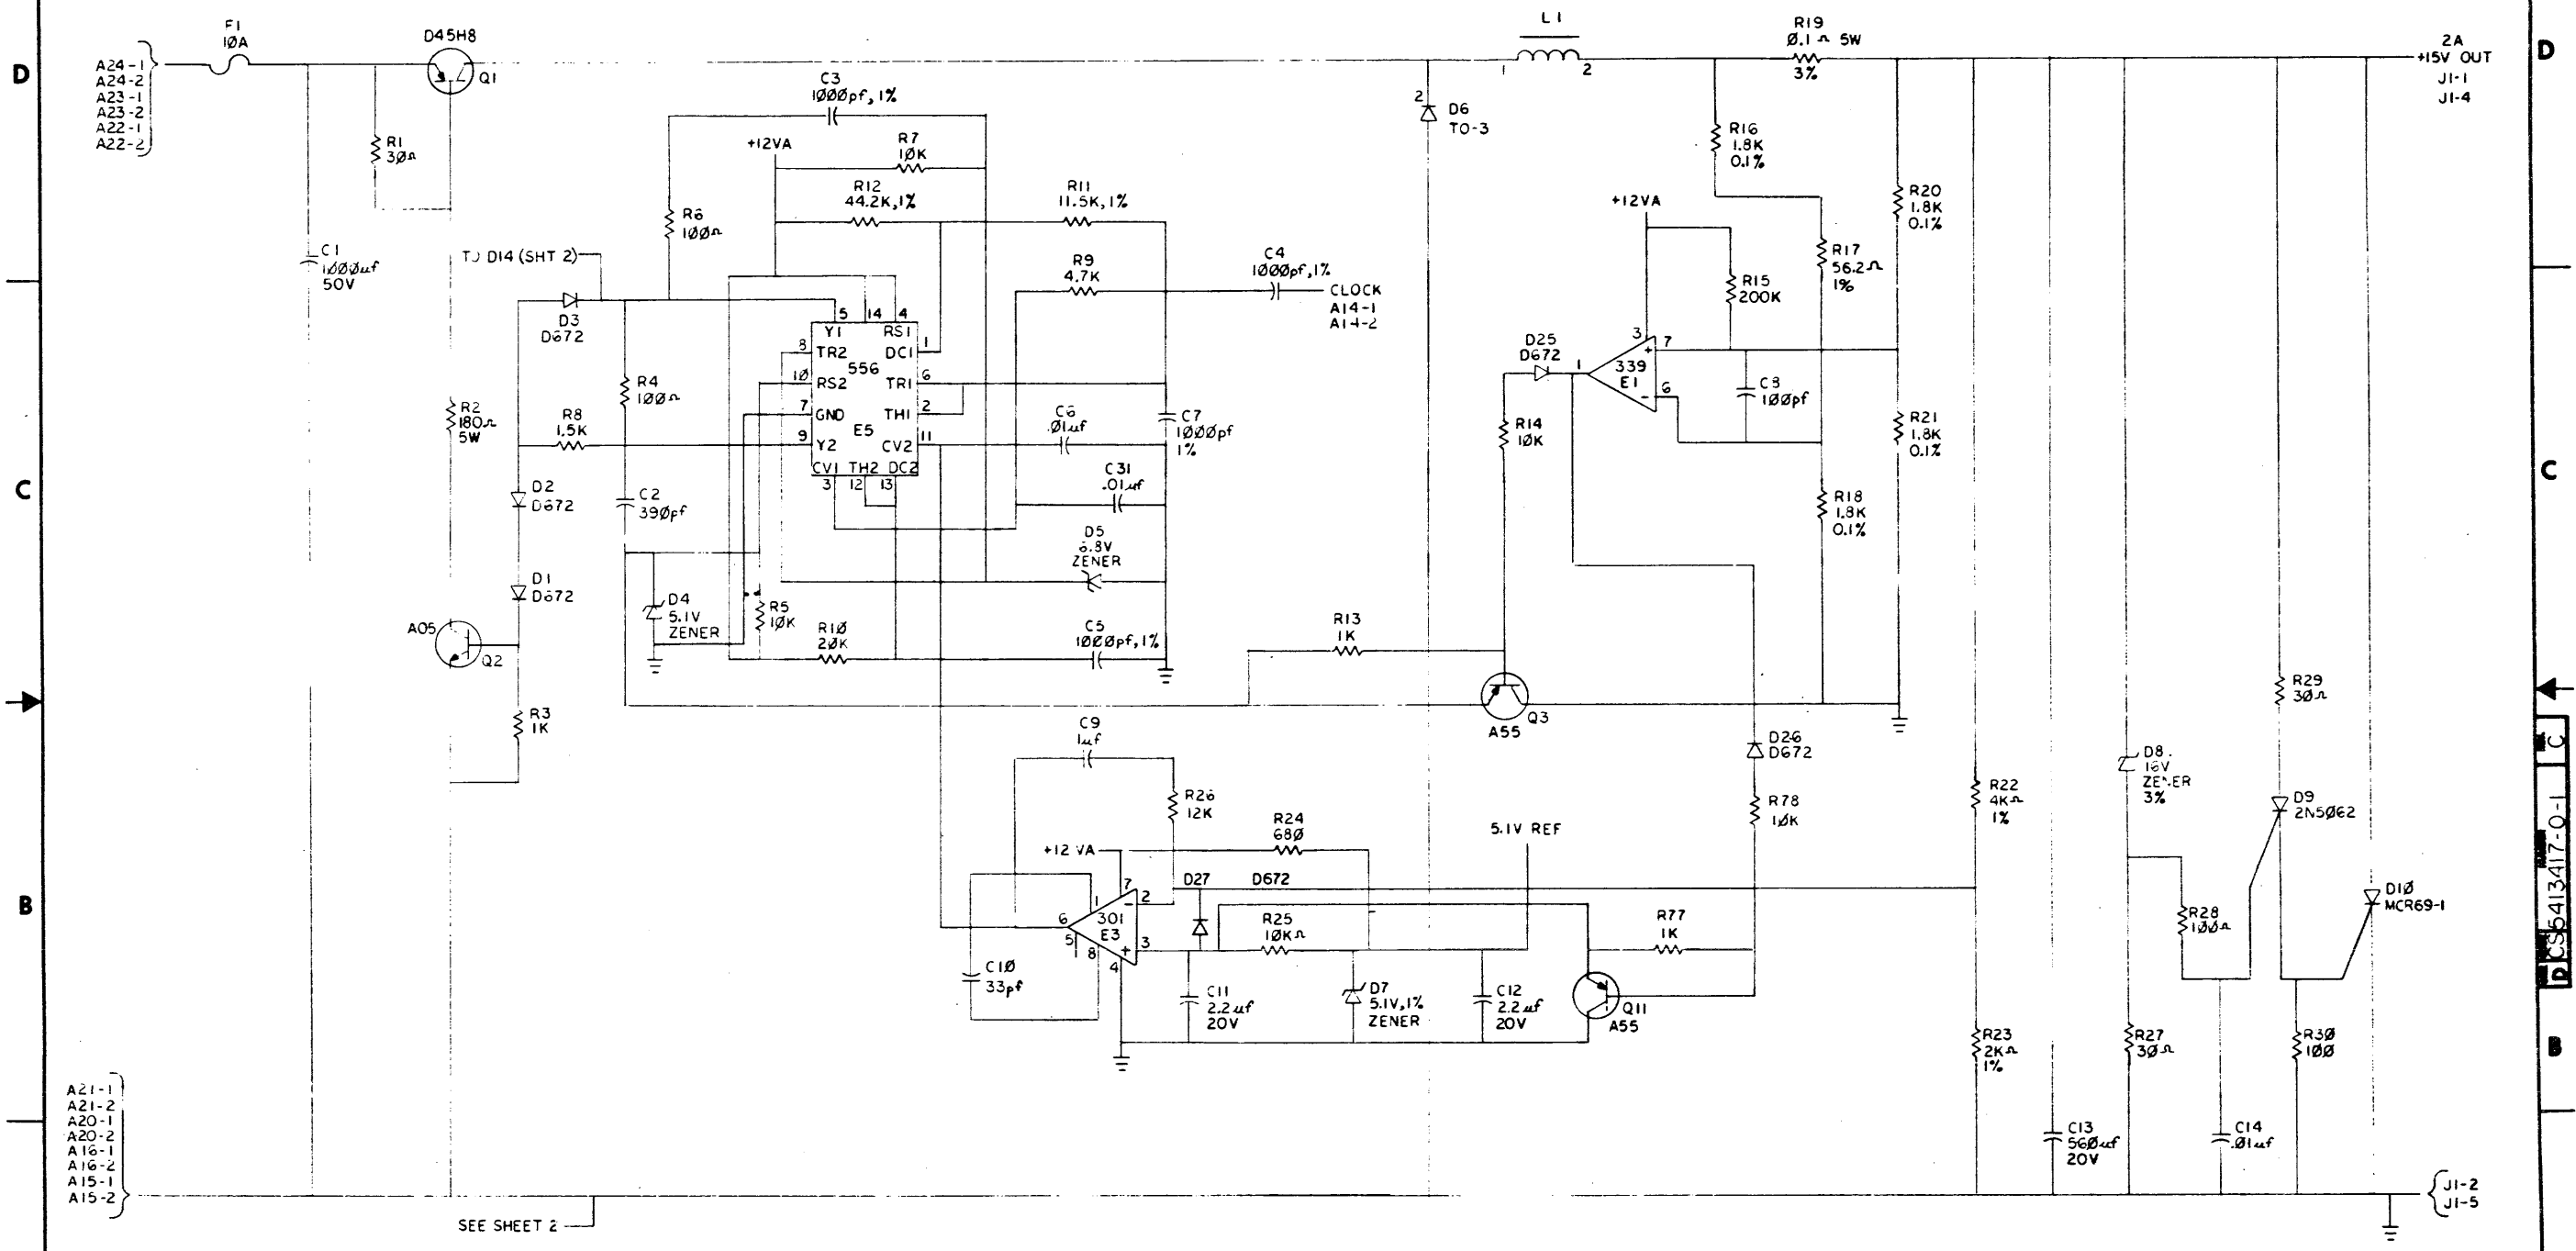 D
F1
10A
A24-1
A24-2
A23-1
A23-2
A22-1
A22-2
D45H8
Q1
R1
30Ω
C1
1000uf
50V
C3
1000pf, 1%
+12VA
R7
10K
R12
44.2K, 1%
R11
11.5K, 1%
R6
100Ω
R9
4.7K
C4
1000pf, 1%
CLOCK
A14-1
A14-2
TO D14 (SHT 2)
D3
D672
R4
100Ω
R8
1.5K
R2
180Ω
5W
D2
D672
C2
390pf
D1
D672
A05
Q2
R3
1K
5 14 4
Y1 RS1
8 TR2 DC1 1
556
10 RS2 TR1 6
7 GND TH1 2
E5
9 Y2 CV2 11
CV1 TH2 DC2
3 12 13
C6
.01uf
C7
1000pf
1%
C31
.01uf
D5
6.8V
ZENER
D4
5.1V
ZENER
R5
10K
R10
20K
C5
1000pf, 1%
L1
1 2
R19
0.1Ω 5W
3%
2
D6
TO-3
R16
1.8K
0.1%
+12VA
R17
56.2Ω
1%
R15
200K
R20
1.8K
0.1%
D25
D672
1
3
7
+
339
E1
6
-
C8
100pf
R14
10K
R21
1.8K
0.1%
R18
1.8K
0.1%
R13
1K
Q3
A55
2A
+15V OUT
J1-1
J1-4
D
C
C
C9
1uf
R26
12K
+12 VA
R24
680
5.1V REF
D27 D672
7
2
1
-
6
301
E3
5
8
+
3
4
C10
33pf
R25
10KΩ
C11
2.2uf
20V
D7
5.1V, 1%
ZENER
C12
2.2uf
20V
D26
D672
R78
10K
R77
1K
Q11
A55
R22
4KΩ
1%
R23
2KΩ
1%
C13
560uf
20V
D8
16V
ZENER
3%
R28
100Ω
R27
30Ω
C14
.01uf
R29
30Ω
D9
2N5062
D10
MCR69-1
R30
100
B
B
D CS5413417-0-1 C
A21-1
A21-2
A20-1
A20-2
A16-1
A16-2
A15-1
A15-2
SEE SHEET 2
J1-2
J1-5